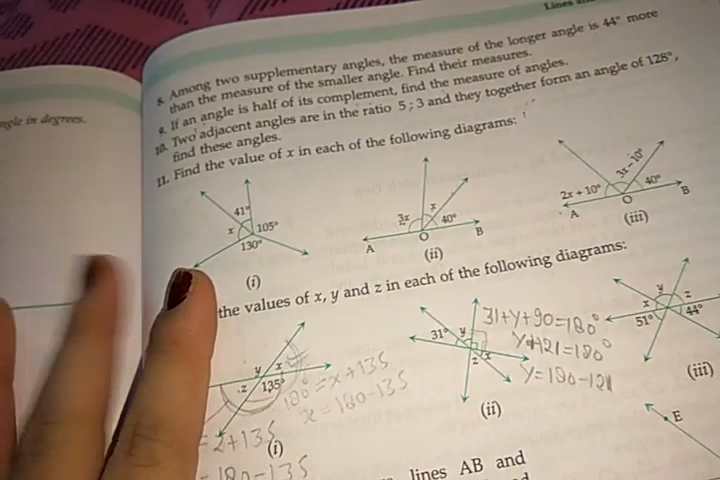 Lines
ngle in degrees.
8. Among two supplementary angles, the measure of the longer angle is 44° more
than the measure of the smaller angle. Find their measures.
9. If an angle is half of its complement, find the measure of angles.
10. Two adjacent angles are in the ratio 5 : 3 and they together form an angle of 128°,
find these angles.
11. Find the value of x in each of the following diagrams:
41°
x
105°
130°
(i)
3x
x
40°
A
O
B
(ii)
2x + 10°
3x – 10°
40°
A
O
B
(iii)
the values of x, y and z in each of the following diagrams:
y
x
z
135°
180° = x + 135
x = 180 - 135
= z + 135
= 180 - 135
(i)
31°
y
z
x
31 + y + 90 = 180°
y + 121 = 180°
y = 180 - 121
(ii)
x
y
z
51°
44°
(iii)
E
lines AB and